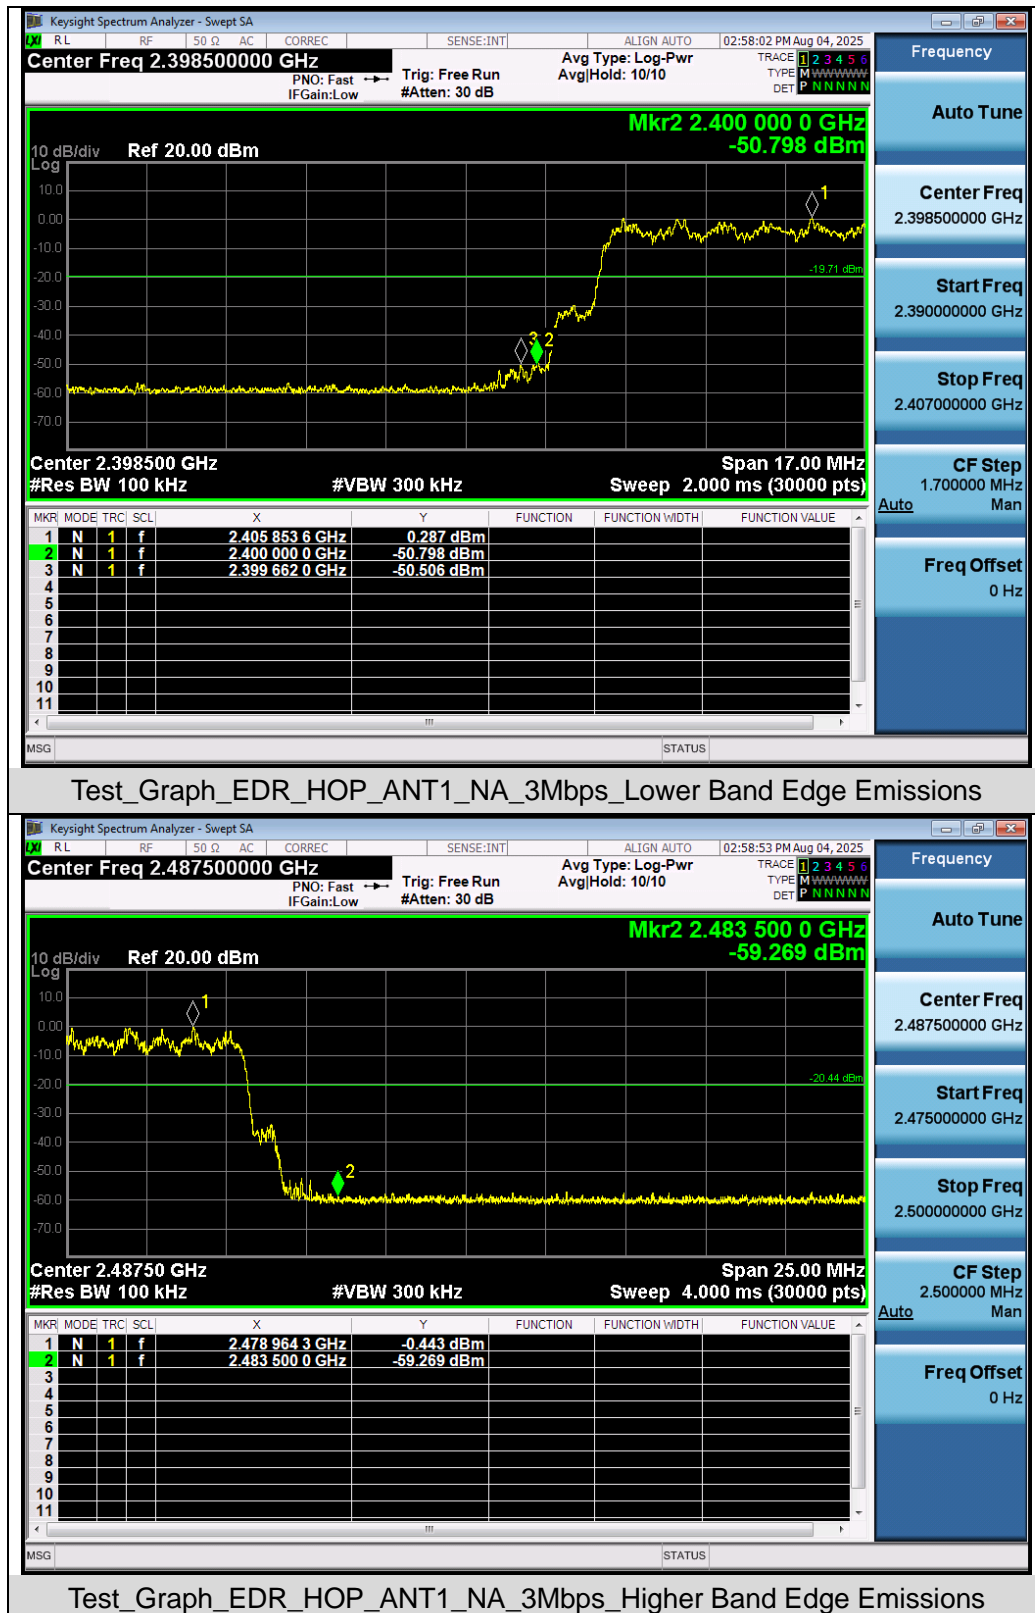 Keysight Spectrum Analyzer - Swept SA
LXI RL RF 50 Ω AC CORREC SENSE:INT ALIGN AUTO 02:58:02 PM Aug 04, 2025
Center Freq 2.398500000 GHz
PNO: Fast
IFGain:Low
Trig: Free Run
#Atten: 30 dB
Avg Type: Log-Pwr
Avg|Hold: 10/10
TRACE 1 2 3 4 5 6
TYPE M W W W W W
DET P N N N N N
Mkr2 2.400 000 0 GHz
-50.798 dBm
10 dB/div Ref 20.00 dBm
Log
10.0
0.00
-10.0
-20.0
-30.0
-40.0
-50.0
-60.0
-70.0
1
-19.71 dBm
3 2
Center 2.398500 GHz Span 17.00 MHz
#Res BW 100 kHz #VBW 300 kHz Sweep 2.000 ms (30000 pts)
MKR MODE TRC SCL X Y FUNCTION FUNCTION WIDTH FUNCTION VALUE
1 N 1 f 2.405 853 6 GHz 0.287 dBm
2 N 1 f 2.400 000 0 GHz -50.798 dBm
3 N 1 f 2.399 662 0 GHz -50.506 dBm
4
5
6
7
8
9
10
11
MSG STATUS
Frequency
Auto Tune
Center Freq
2.398500000 GHz
Start Freq
2.390000000 GHz
Stop Freq
2.407000000 GHz
CF Step
1.700000 MHz
Auto Man
Freq Offset
0 Hz
Test_Graph_EDR_HOP_ANT1_NA_3Mbps_Lower Band Edge Emissions
Keysight Spectrum Analyzer - Swept SA
LXI RL RF 50 Ω AC CORREC SENSE:INT ALIGN AUTO 02:58:53 PM Aug 04, 2025
Center Freq 2.487500000 GHz
PNO: Fast
IFGain:Low
Trig: Free Run
#Atten: 30 dB
Avg Type: Log-Pwr
Avg|Hold: 10/10
TRACE 1 2 3 4 5 6
TYPE M W W W W W
DET P N N N N N
Mkr2 2.483 500 0 GHz
-59.269 dBm
10 dB/div Ref 20.00 dBm
Log
10.0
0.00
-10.0
-20.0
-30.0
-40.0
-50.0
-60.0
-70.0
1
-20.44 dBm
2
Center 2.48750 GHz Span 25.00 MHz
#Res BW 100 kHz #VBW 300 kHz Sweep 4.000 ms (30000 pts)
MKR MODE TRC SCL X Y FUNCTION FUNCTION WIDTH FUNCTION VALUE
1 N 1 f 2.478 964 3 GHz -0.443 dBm
2 N 1 f 2.483 500 0 GHz -59.269 dBm
3
4
5
6
7
8
9
10
11
MSG STATUS
Frequency
Auto Tune
Center Freq
2.487500000 GHz
Start Freq
2.475000000 GHz
Stop Freq
2.500000000 GHz
CF Step
2.500000 MHz
Auto Man
Freq Offset
0 Hz
Test_Graph_EDR_HOP_ANT1_NA_3Mbps_Higher Band Edge Emissions